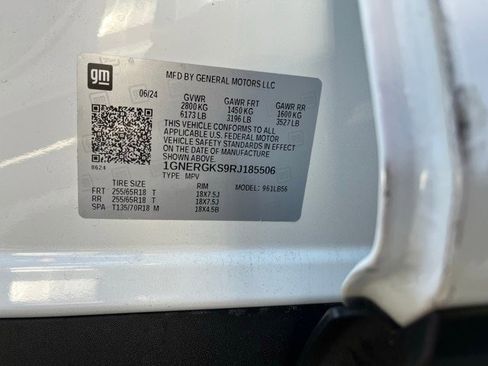 gm
MFD BY GENERAL MOTORS LLC
06/24 GVWR GAWR FRT GAWR RR
2800 KG 1450 KG 1600 KG
6173 LB 3196 LB 3527 LB
THIS VEHICLE CONFORMS TO ALL
APPLICABLE U.S. FEDERAL MOTOR
VEHICLE SAFETY STANDARDS IN EFFECT
ON THE DATE OF MANUFACTURE
SHOWN ABOVE.
0624 1GNERGKS9RJ185506
TYPE: MPV MODEL: 961LB56
TIRE SIZE RIM
FRT 255/65R18 T 18X7.5J
RR 255/65R18 T 18X7.5J
SPA T135/70R18 M 18X4.5B